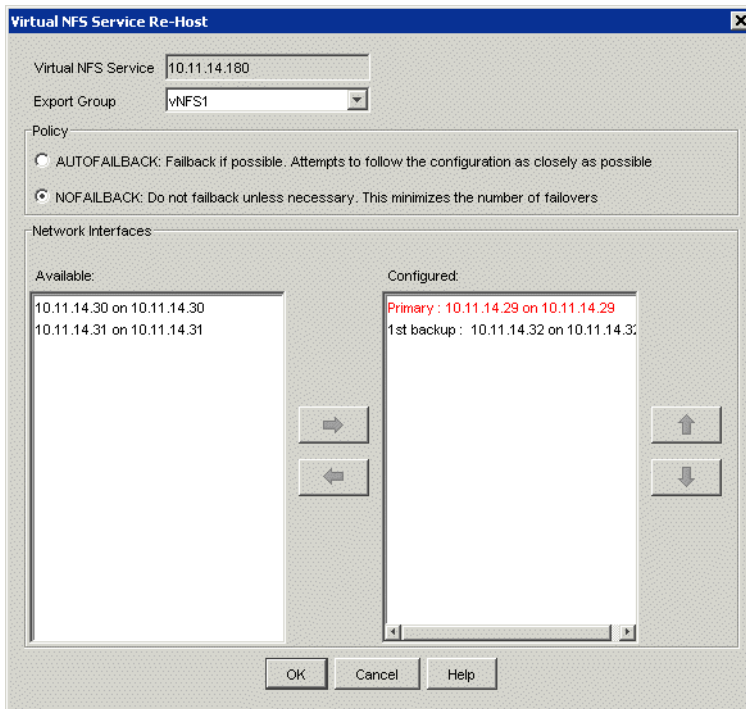 Virtual NFS Service Re-Host
Virtual NFS Service 10.11.14.180
Export Group vNFS1
Policy
AUTOFAILBACK: Failback if possible. Attempts to follow the configuration as closely as possible
NOFAILBACK: Do not failback unless necessary. This minimizes the number of failovers
Network Interfaces
Available:
10.11.14.30 on 10.11.14.30
10.11.14.31 on 10.11.14.31
Configured:
Primary : 10.11.14.29 on 10.11.14.29
1st backup : 10.11.14.32 on 10.11.14.32
OK Cancel Help